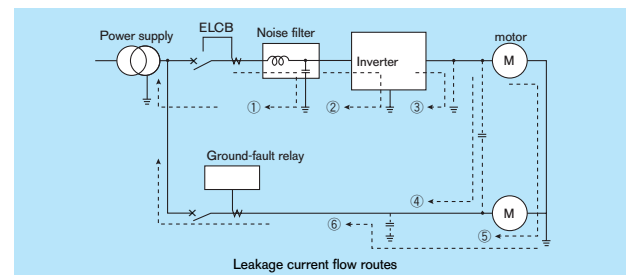 ELCB
Power supply
Noise filter
motor
Inverter
M
①
②
③
Ground-fault relay
④
M
⑤
⑥
Leakage current flow routes